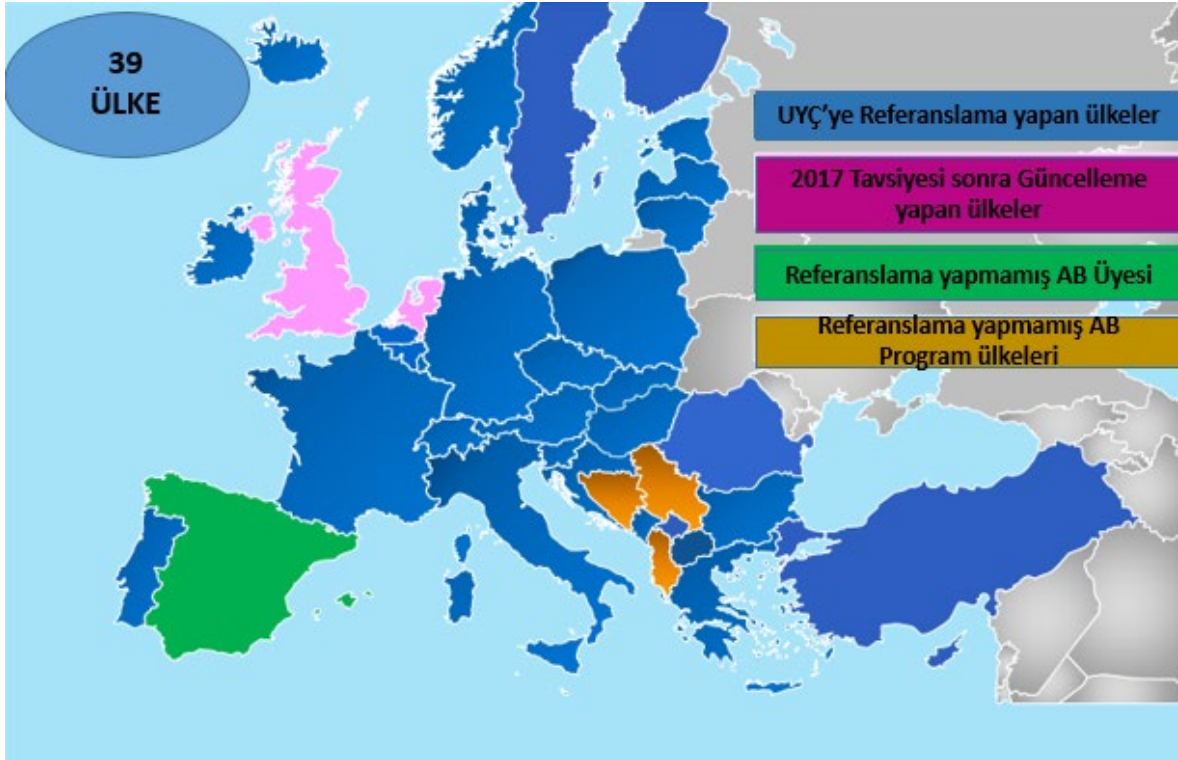 39
ÜLKE
UYÇ'ye Referanslama yapan ülkeler
2017 Tavsiyesi sonra Güncelleme
yapan ülkeler
Referanslama yapmamış AB Üyesi
Referanslama yapmamış AB
Program ülkeleri